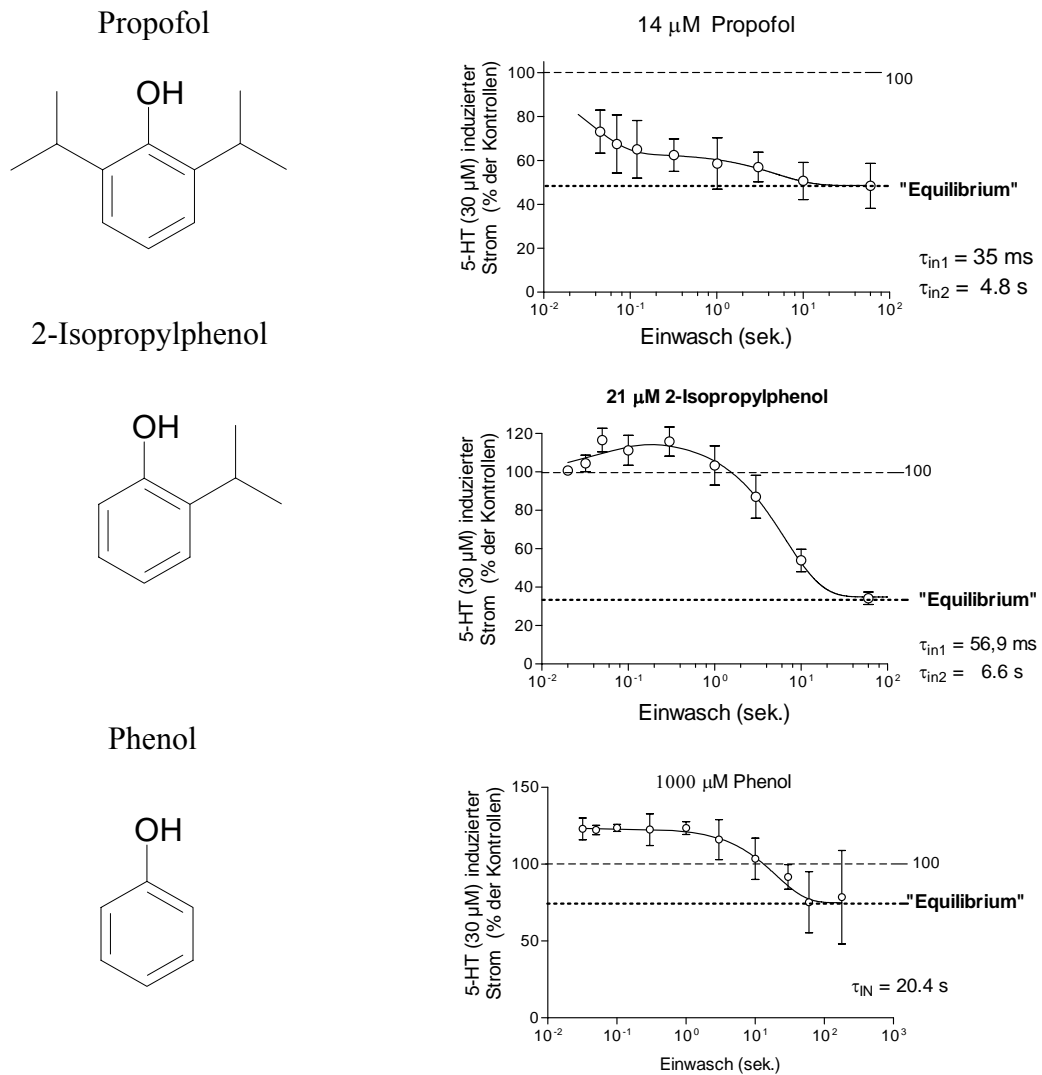 Propofol
OH
14 µM Propofol
5-HT (30 µM) induzierter
Strom (% der Kontrollen)
100
80
60
40
20
0
100
"Equilibrium"
τin1 = 35 ms
τin2 = 4.8 s
10-2 10-1 100 101 102
Einwasch (sek.)
2-Isopropylphenol
OH
21 µM 2-Isopropylphenol
5-HT (30 µM) induzierter
Strom (% der Kontrollen)
120
100
80
60
40
20
0
100
"Equilibrium"
τin1 = 56,9 ms
τin2 = 6.6 s
10-2 10-1 100 101 102
Einwasch (sek.)
Phenol
OH
1000 µM Phenol
5-HT (30 µM) induzierter
Strom (% der Kontrollen)
150
100
50
0
100
"Equilibrium"
τIN = 20.4 s
10-2 10-1 100 101 102 103
Einwasch (sek.)